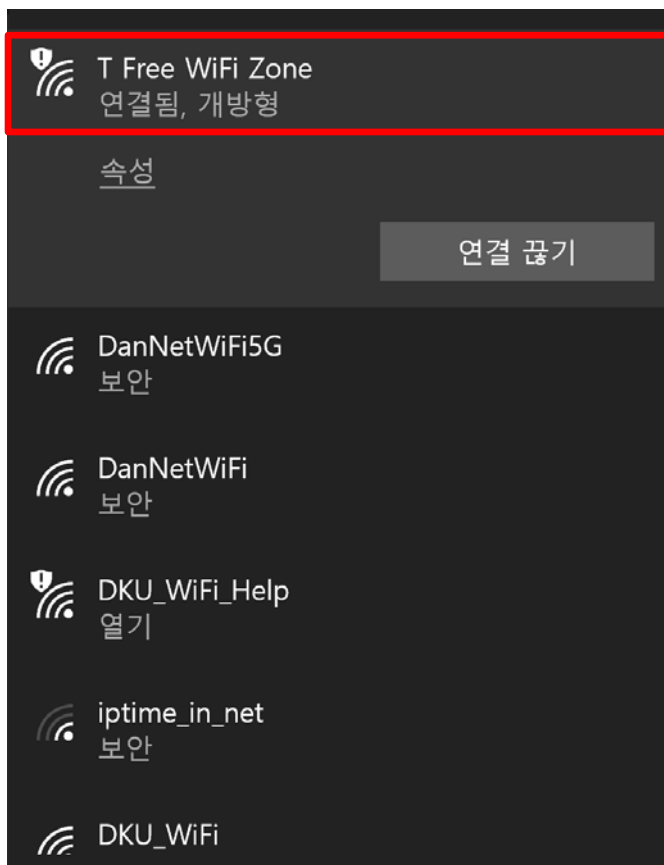 T Free WiFi Zone
연결됨, 개방형
속성
연결 끊기
DanNetWiFi5G
보안
DanNetWiFi
보안
DKU_WiFi_Help
열기
iptime_in_net
보안
DKU_WiFi